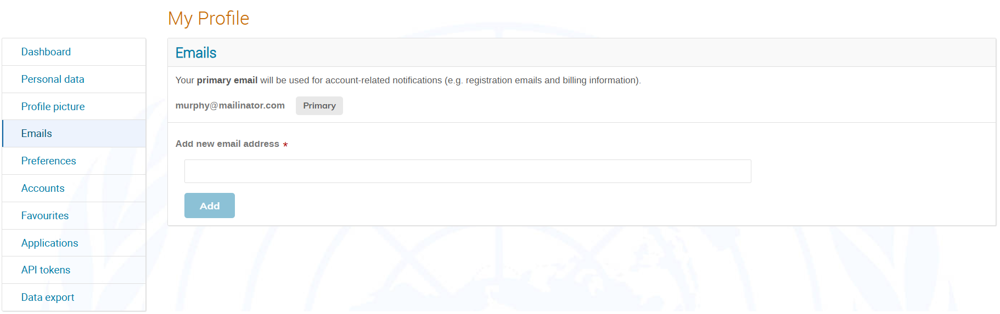 My Profile
Dashboard
Personal data
Profile picture
Emails
Preferences
Accounts
Favourites
Applications
API tokens
Data export
Emails
Your primary email will be used for account-related notifications (e.g. registration emails and billing information).
murphy@mailinator.com Primary
Add new email address *
Add